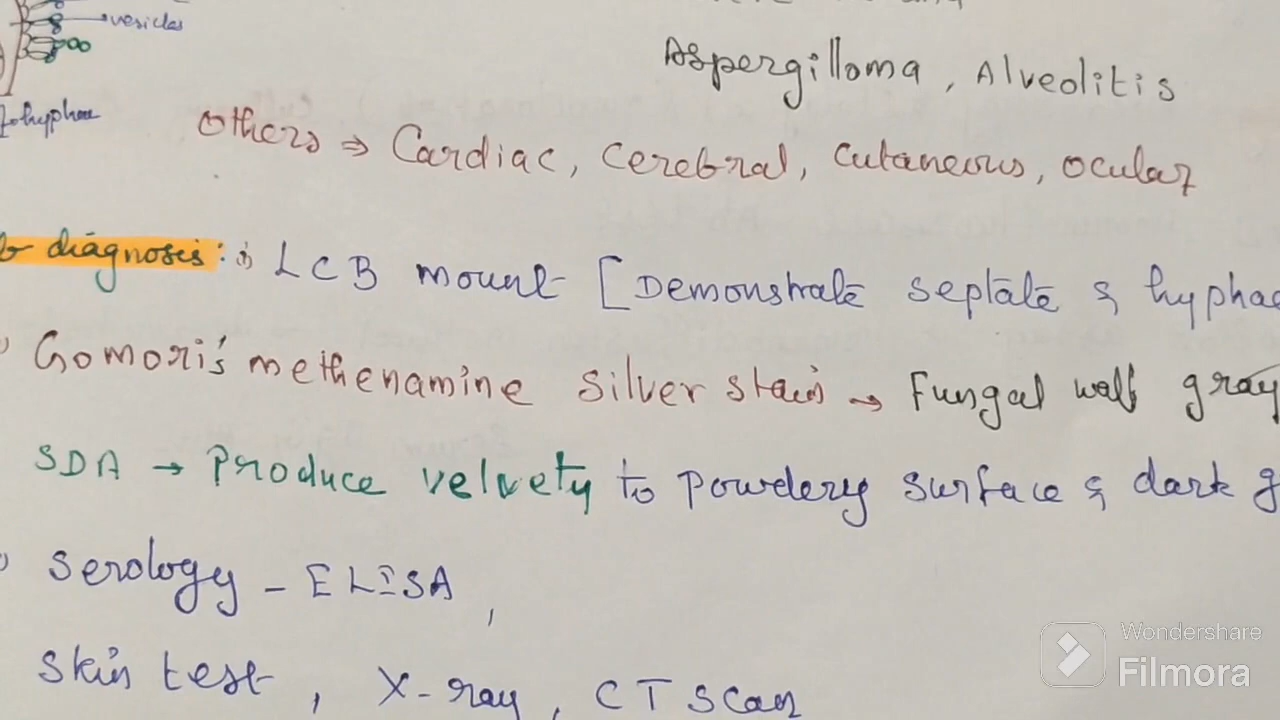 vesicles
Aspergilloma, Alveolitis
hyphae
Others ⇒ Cardiac, Cerebral, Cutaneous, Ocular
diagnosis: i) LCB mount [Demonstrate septate & hyphae
Gomori's methenamine silver stain → Fungal wall gray
SDA → produce velvety to powdery surface & dark g
Serology - ELISA,
Skin test, X-ray, CT Scan
Wondershare
Filmora